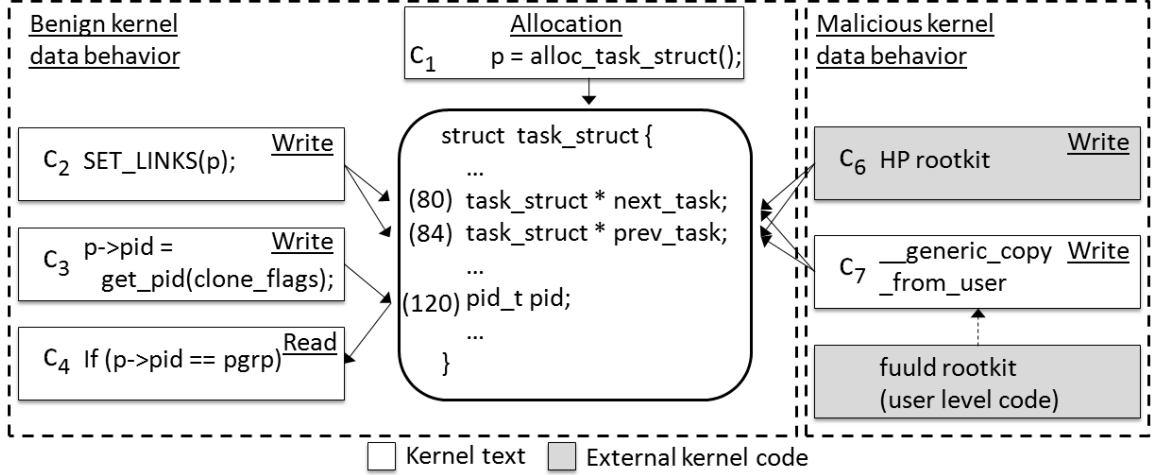 Benign kernel
data behavior
Allocation
C1 p = alloc_task_struct();
Malicious kernel
data behavior
Write
C2 SET_LINKS(p);
Write
C3 p->pid =
get_pid(clone_flags);
Read
C4 If (p->pid == pgrp)
struct task_struct {
...
(80) task_struct * next_task;
(84) task_struct * prev_task;
...
(120) pid_t pid;
...
}
Write
C6 HP rootkit
Write
C7 __generic_copy
_from_user
fuuld rootkit
(user level code)
Kernel text
External kernel code